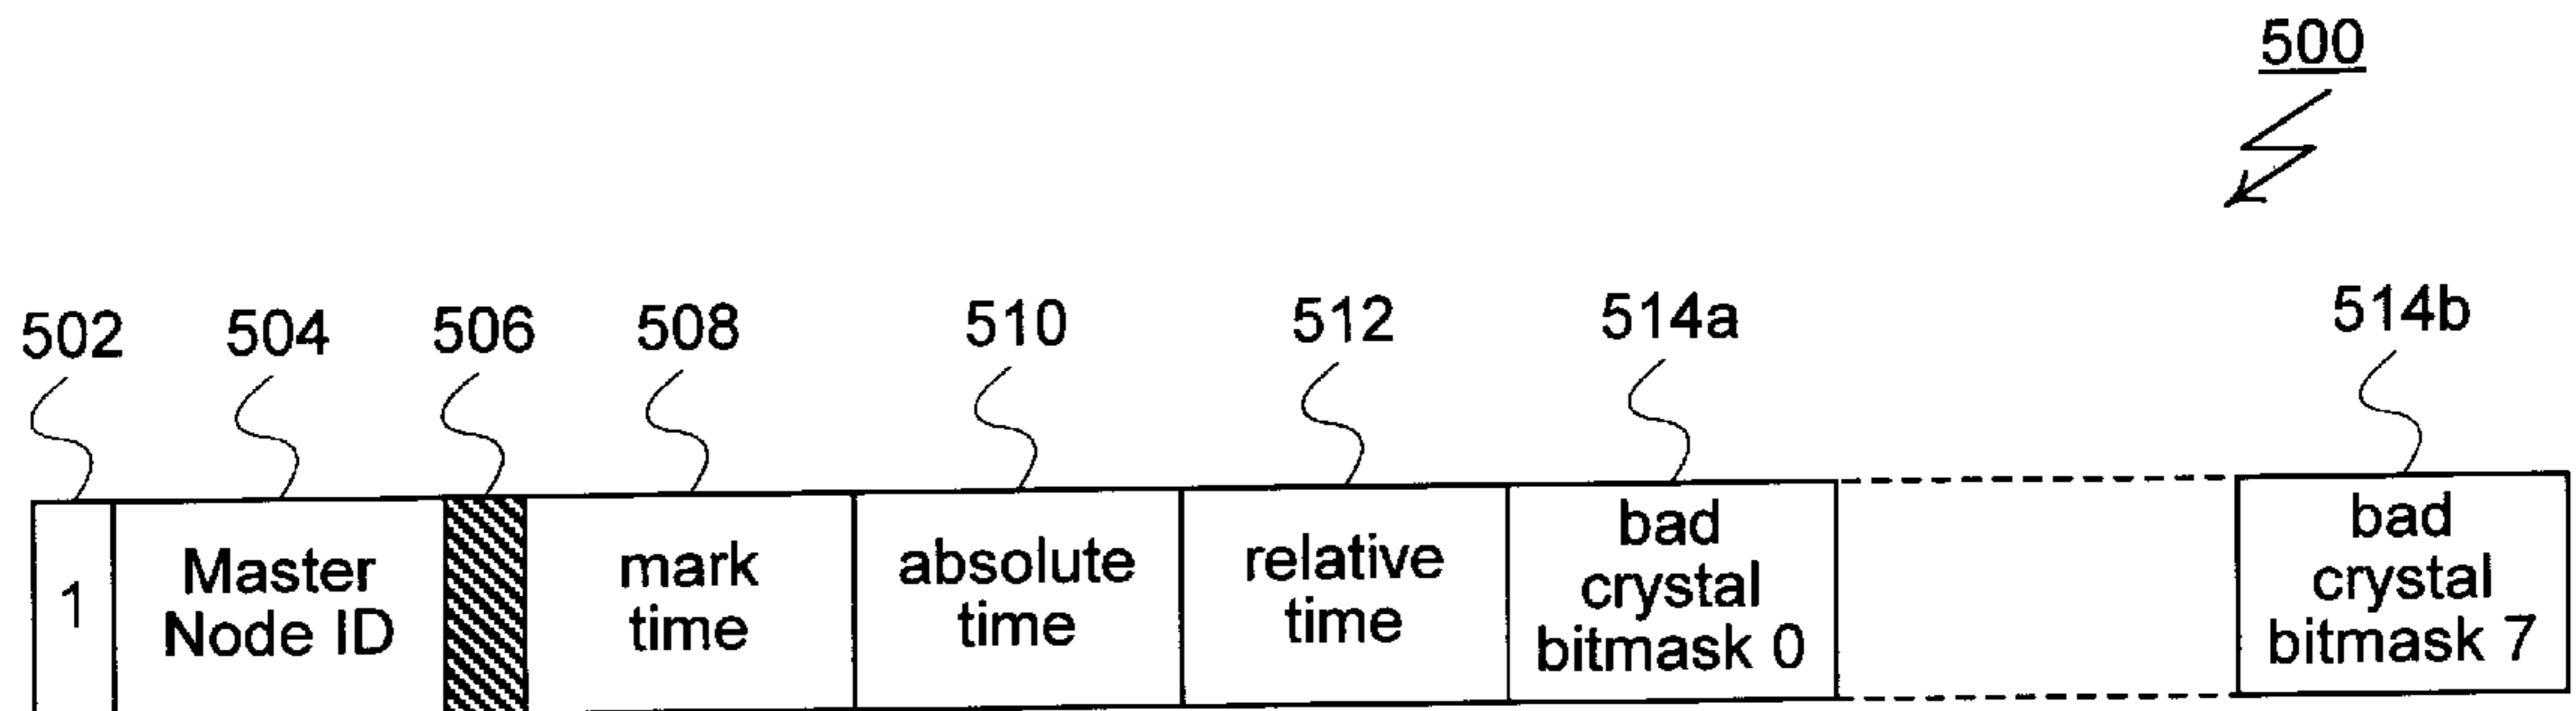 500
502 504 506 508 510 512 514a 514b
1
Master
Node ID
mark
time
absolute
time
relative
time
bad
crystal
bitmask 0
bad
crystal
bitmask 7